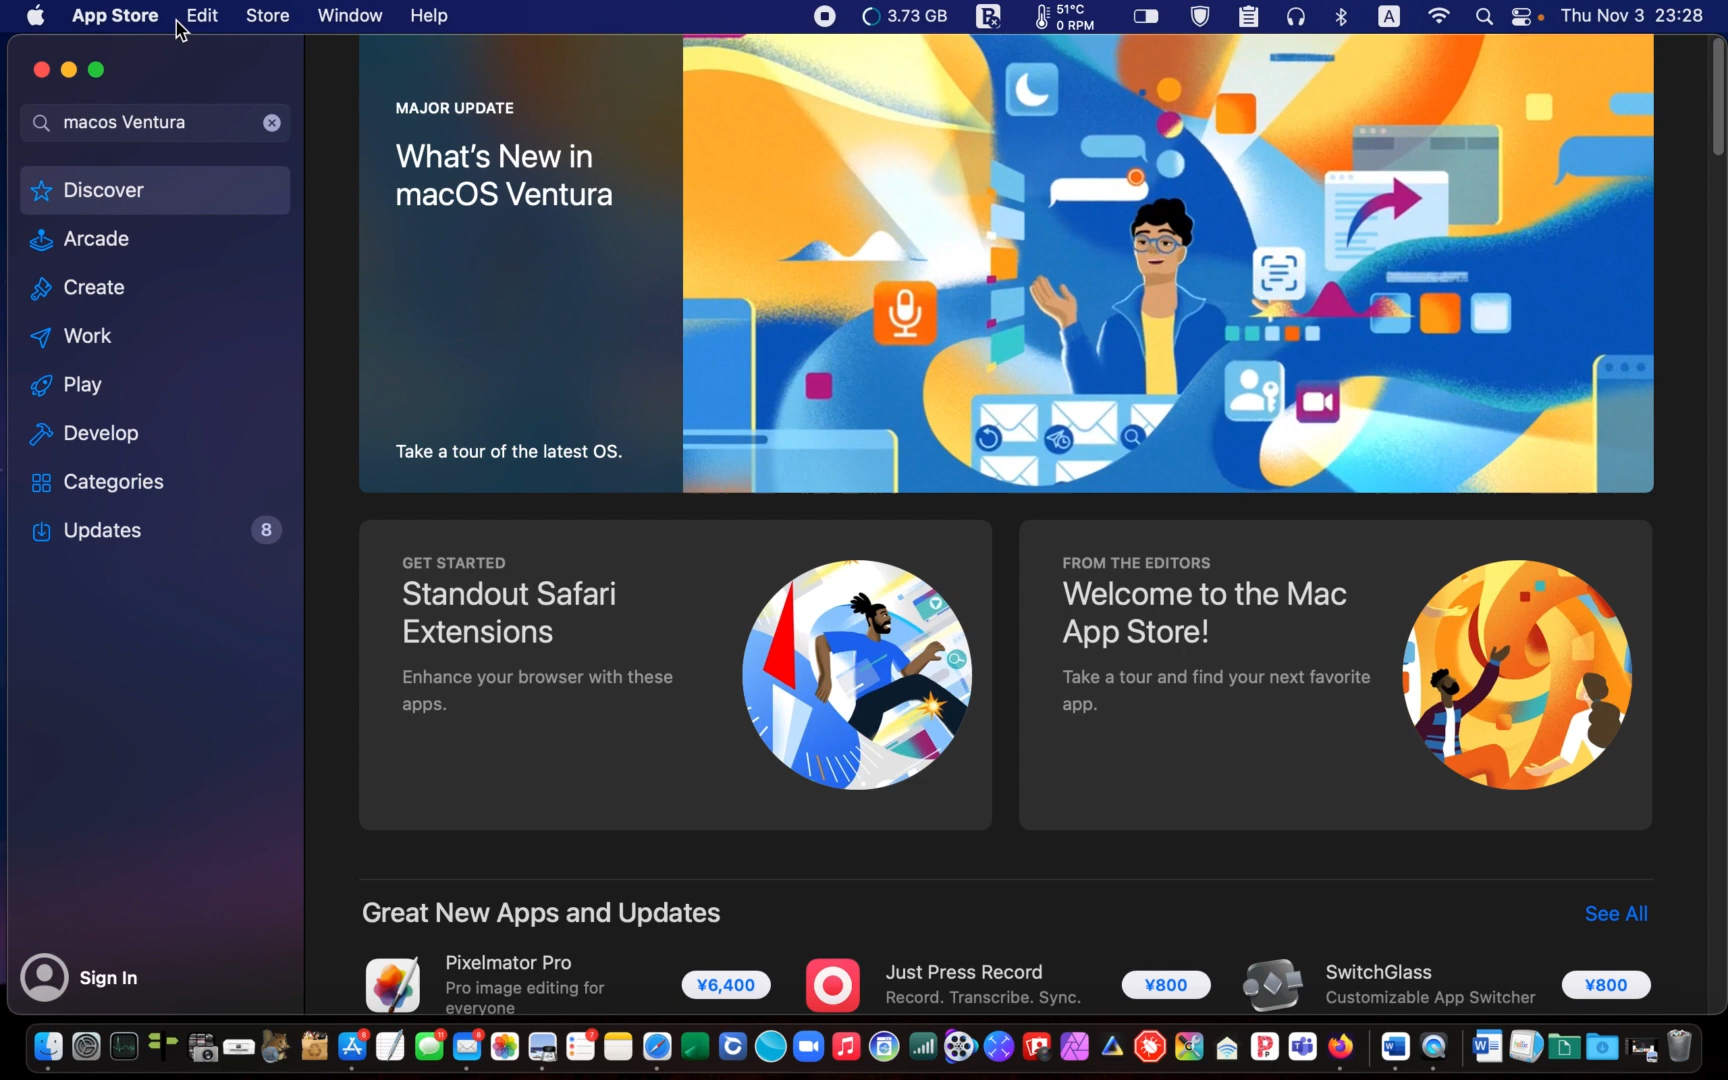 App Store Edit Store Window Help 3.73 GB 51°C A Thu Nov 3 23:28
0 RPM
macos Ventura
Discover
Arcade
Create
Work
Play
Develop
Categories
Updates 8
Sign In
MAJOR UPDATE
What's New in
macOS Ventura
Take a tour of the latest OS.
GET STARTED
Standout Safari
Extensions
Enhance your browser with these
apps.
FROM THE EDITORS
Welcome to the Mac
App Store!
Take a tour and find your next favorite
app.
Great New Apps and Updates See All
Pixelmator Pro
Pro image editing for
everyone
¥6,400
Just Press Record
Record. Transcribe. Sync.
¥800
SwitchGlass
Customizable App Switcher
¥800